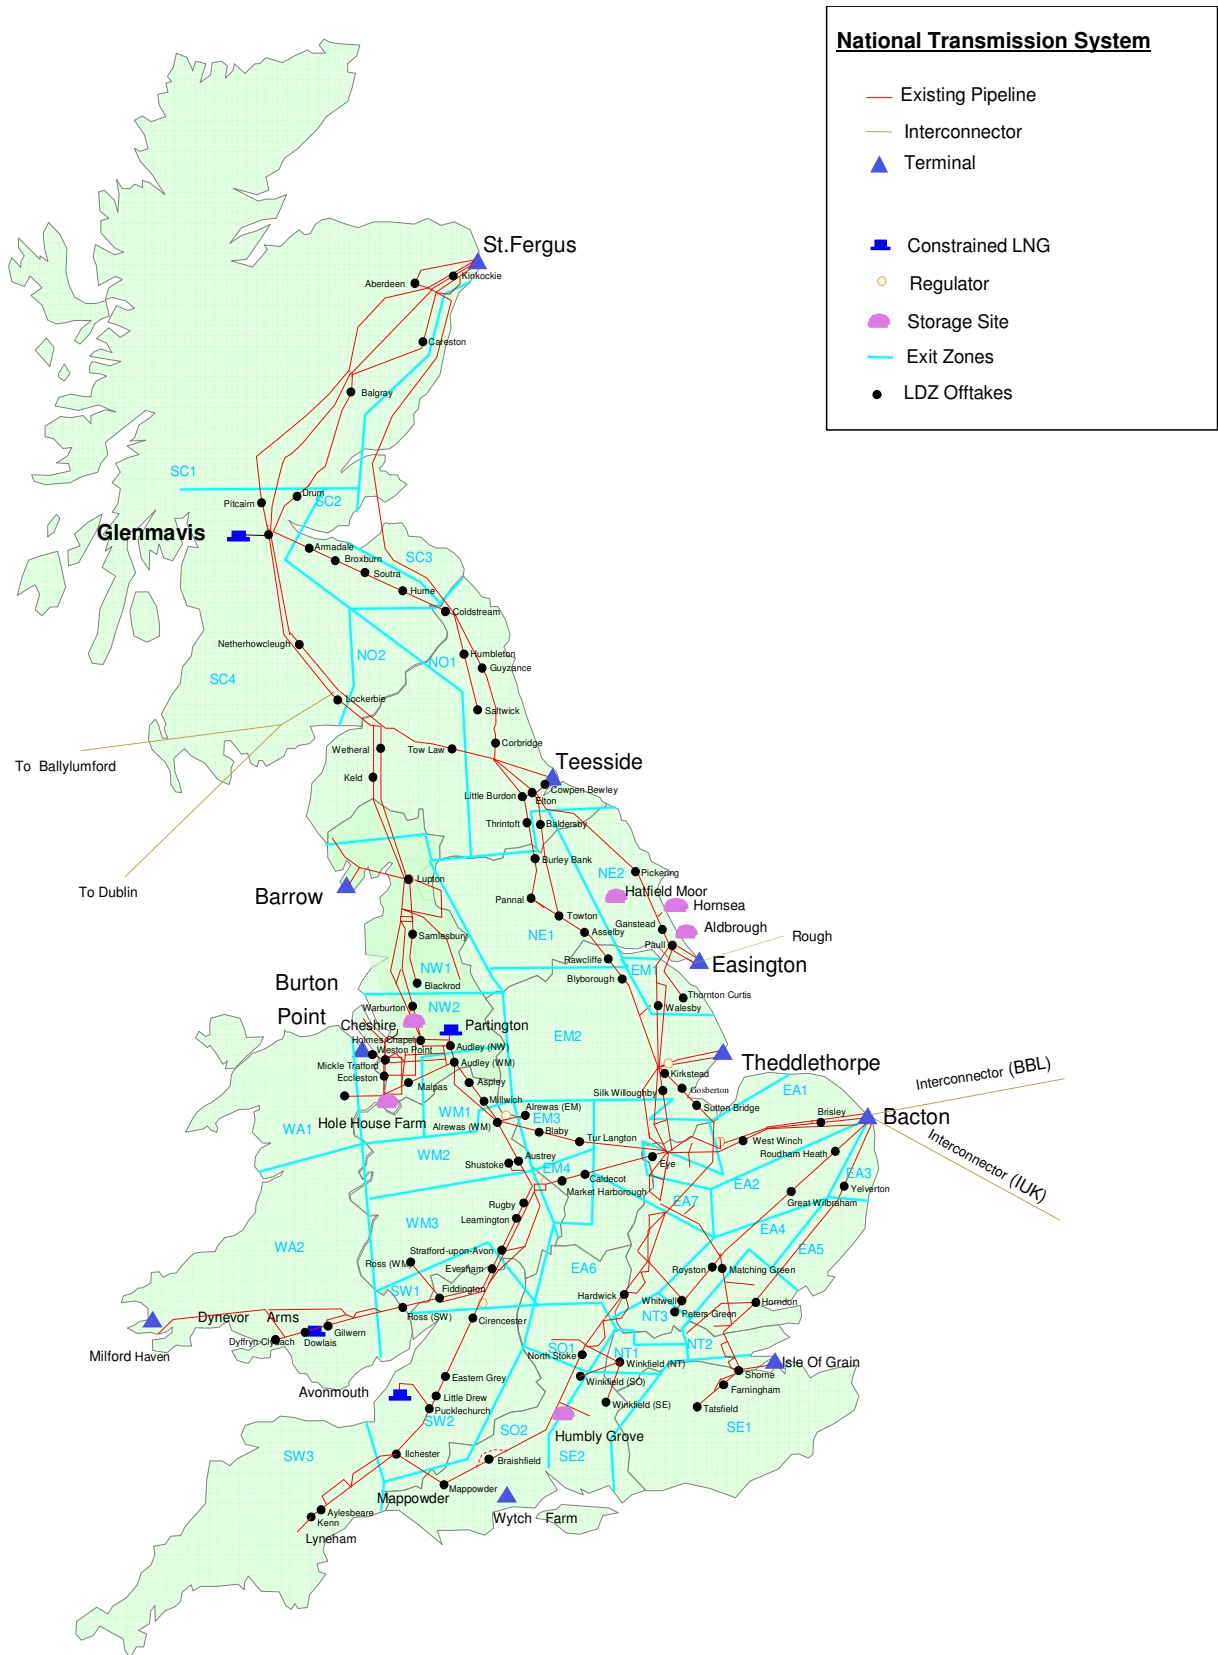 National Transmission System
Existing Pipeline
Interconnector
Terminal
Constrained LNG
Regulator
Storage Site
Exit Zones
LDZ Offtakes
St.Fergus
Kinkockie
Aberdeen
Careston
Balgray
SC1
Drum
SC2
Pitcairn
Glenmavis
Armadale
Broxburn
SC3
Soutra
Hume
Coldstream
Netherhowcleugh
NO2
NO1
Humbleton
Guyzance
SC4
Lockerbie
Saltwick
Corbridge
Wetheral
Tow Law
To Ballylumford
Teesside
Keld
Cowpen Bewley
Little Burdon
Elton
Thrintoft
Baldersby
Burley Bank
To Dublin
Lupton
Barrow
NE2
Pickering
Hatfield Moor
Hornsea
Pannal
Towton
Ganstead
Aldbrough
Asselby
NE1
Samlesbury
Paull
Rough
Rawcliffe
Easington
NW1
EM1
Blyborough
Burton
Point
Blackrod
Thornton Curtis
Warburton
NW2
Walesby
Cheshire
Partington
EM2
Holmes Chapel
Audley (NW)
Weston Point
Mickle Trafford
Audley (WM)
Theddlethorpe
Eccleston
Malpas
Aspley
Kirkstead
Silk Willoughby
Gosberton
EA1
Interconnector (BBL)
Millwich
Sutton Bridge
Hole House Farm
WM1
Alrewas (EM)
EM3
Brisley
Bacton
WA1
Alrewas (WM)
Blaby
Tur Langton
West Winch
Roudham Heath
Interconnector (IUK)
WM2
Austrey
Shustoke
EM4
Caldecot
Eye
EA3
Market Harborough
EA2
Yelverton
EA7
Great Wilbraham
Rugby
Leamington
WM3
EA4
WA2
Stratford-upon-Avon
EA5
Ross (WM)
Evesham
EA6
Royston
Matching Green
SW1
Fiddington
Hardwick
Whitwell
Horndon
Ross (SW)
Peters Green
NT3
Dynevor Arms
Cirencester
Gilwern
Dyffryn Clydach
Dowlais
Milford Haven
SO1
NT1
NT2
North Stoke
Winkfield (NT)
Isle Of Grain
Shorne
Eastern Grey
Winkfield (SO)
Farningham
Avonmouth
Little Drew
Winkfield (SE)
Tatsfield
Pucklechurch
SW2
SE1
SO2
Humbly Grove
SW3
Ilchester
SE2
Braishfield
Mappowder
Mappowder
Aylesbeare
Kenn
Wytch Farm
Lyneham